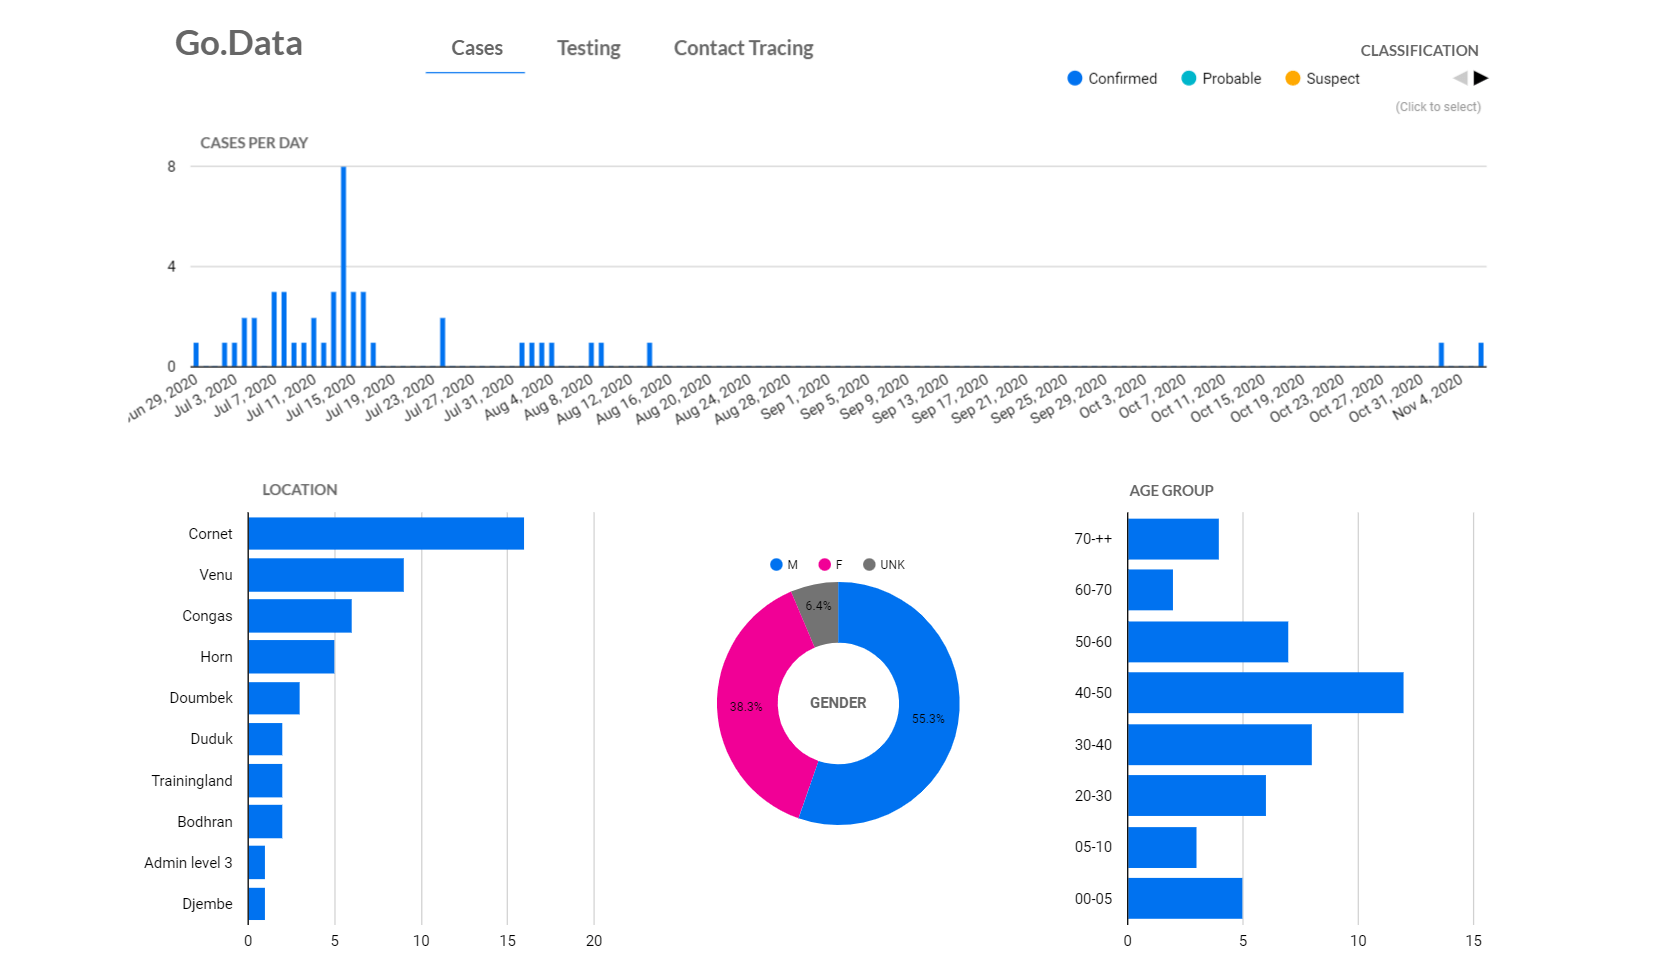 Go.Data
Cases
Testing
Contact Tracing
CLASSIFICATION
Confirmed
Probable
Suspect
(Click to select)
CASES PER DAY
8
4
0
un 29, 2020
Jul 3, 2020
Jul 7, 2020
Jul 11, 2020
Jul 15, 2020
Jul 19, 2020
Jul 23, 2020
Jul 27, 2020
Jul 31, 2020
Aug 4, 2020
Aug 8, 2020
Aug 12, 2020
Aug 16, 2020
Aug 20, 2020
Aug 24, 2020
Aug 28, 2020
Sep 1, 2020
Sep 5, 2020
Sep 9, 2020
Sep 13, 2020
Sep 17, 2020
Sep 21, 2020
Sep 25, 2020
Sep 29, 2020
Oct 3, 2020
Oct 7, 2020
Oct 11, 2020
Oct 15, 2020
Oct 19, 2020
Oct 23, 2020
Oct 27, 2020
Oct 31, 2020
Nov 4, 2020
LOCATION
Cornet
Venu
Congas
Horn
Doumbek
Duduk
Trainingland
Bodhran
Admin level 3
Djembe
0 5 10 15 20
M F UNK
6.4%
38.3%
GENDER
55.3%
AGE GROUP
70-++
60-70
50-60
40-50
30-40
20-30
05-10
00-05
0 5 10 15